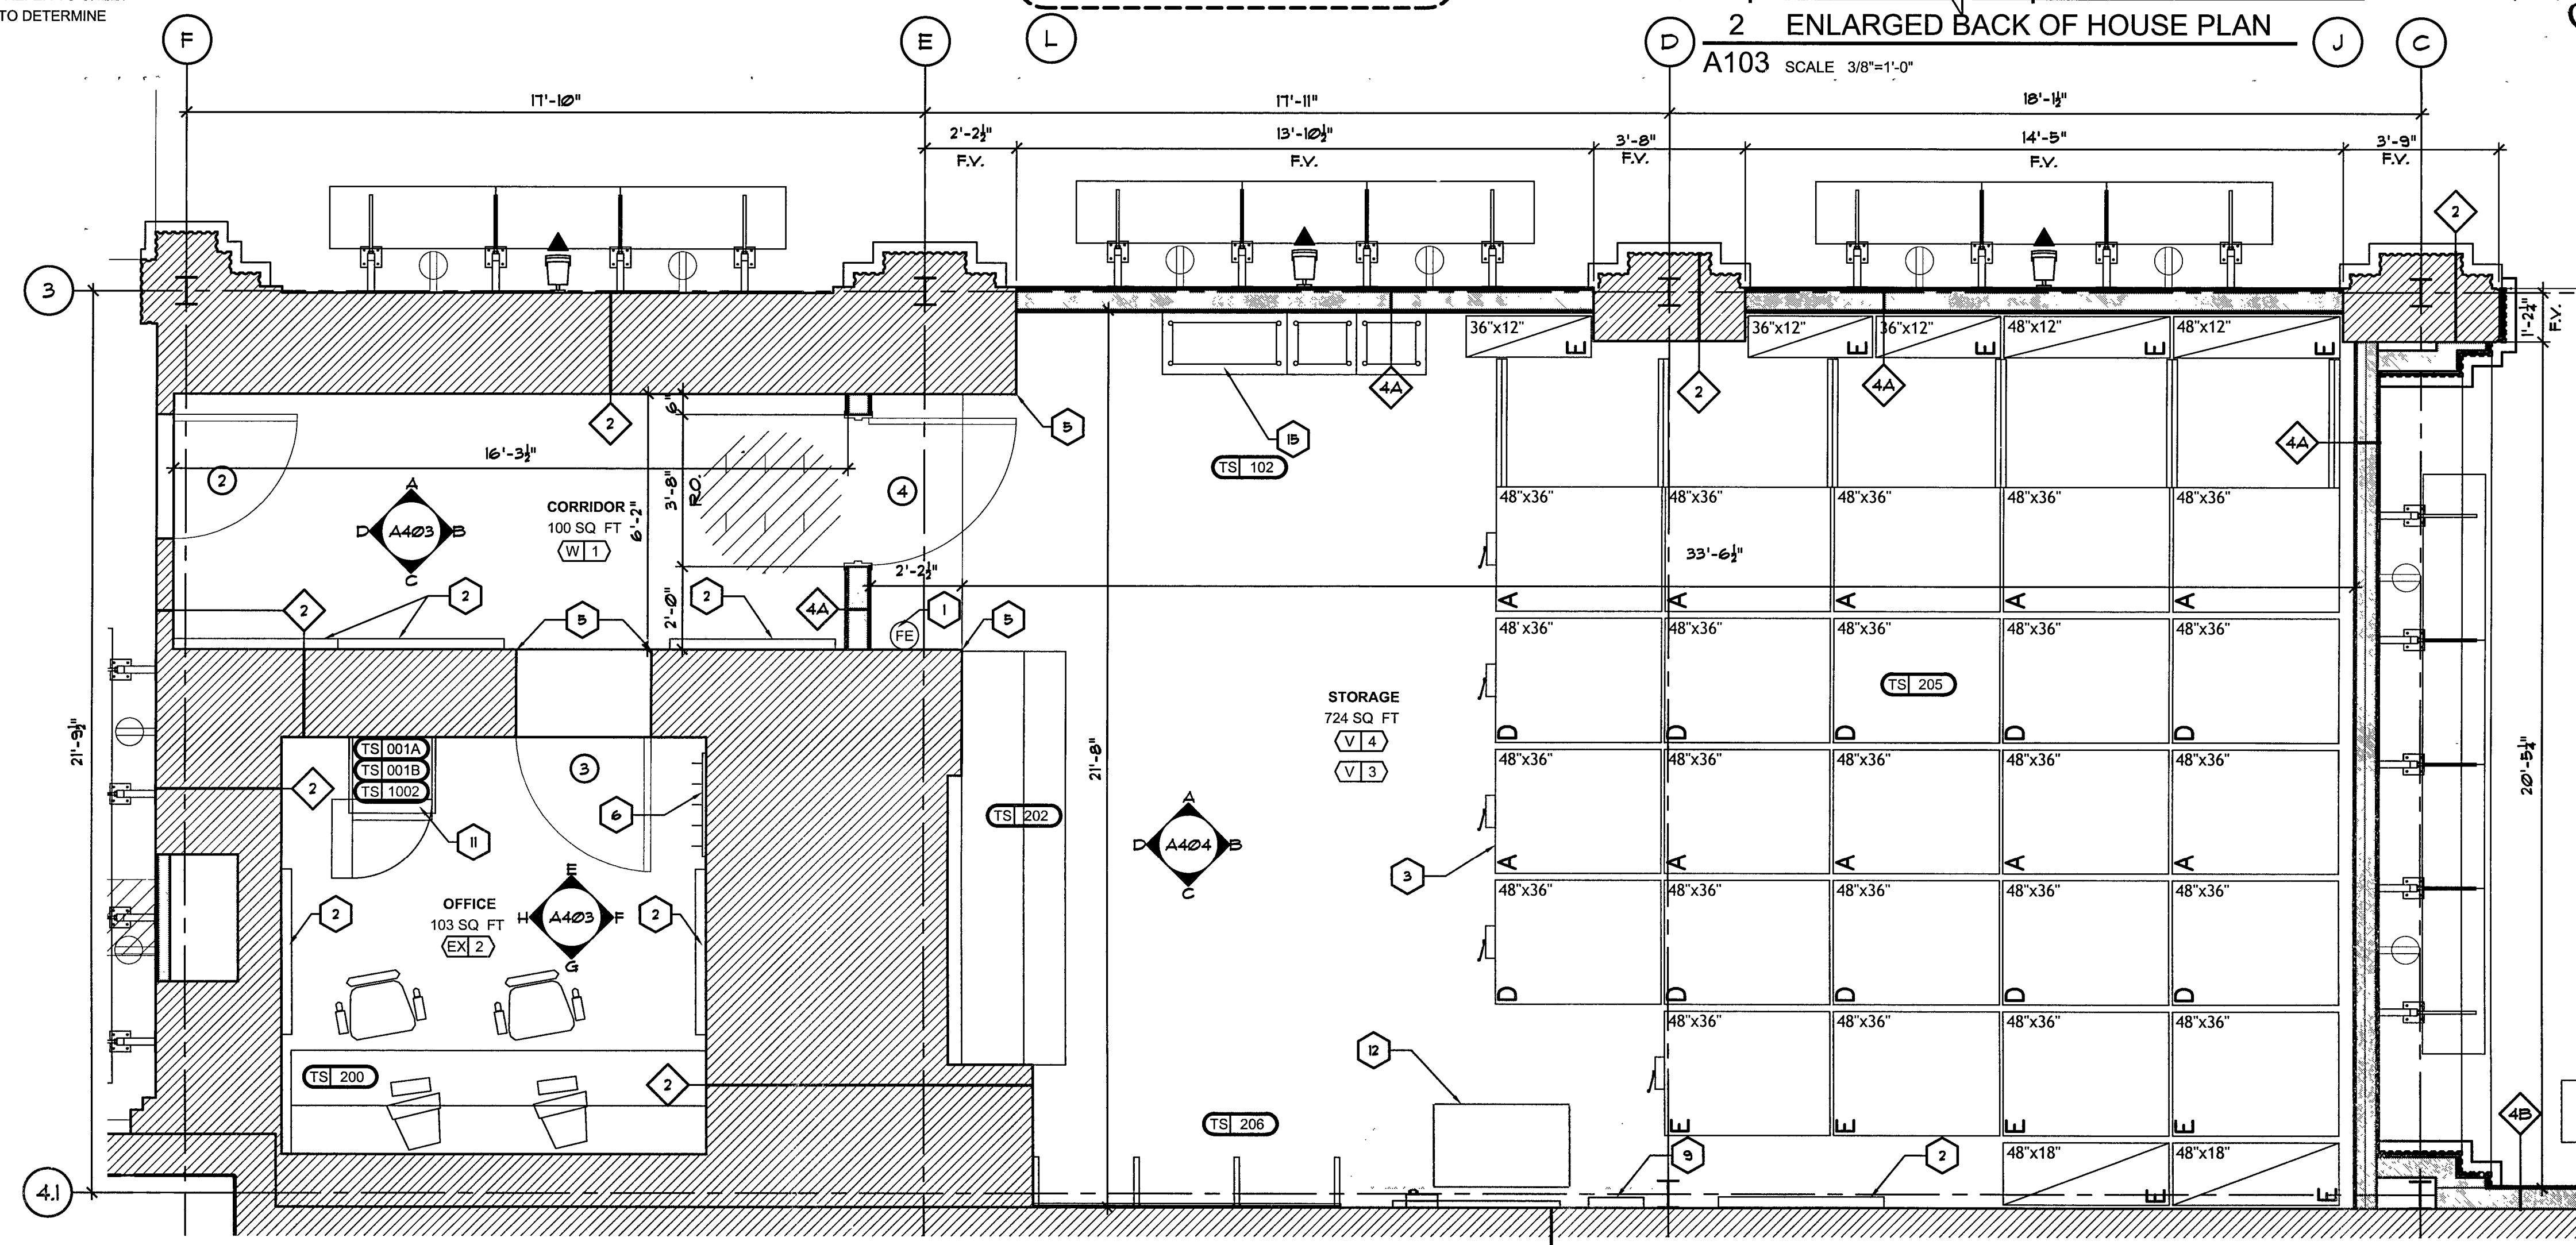 TO DETERMINE
2 ENLARGED BACK OF HOUSE PLAN
A103 SCALE 3/8"=1'-0"
F E L D J C
17'-10" 17'-11" 18'-1½"
2'-2½" 13'-10½" 3'-8" 14'-5" 3'-9"
F.V. F.V. F.V. F.V. F.V.
2
3
1'-2¼"
F.V.
36"x12" 36"x12" 36"x12" 48"x12" 48"x12"
E E E E E
4A 2 4A
6"
2 5 15 4A
16'-3½"
TS 102
2 4
3'-8"
R.O.
A
D A403 B
C
CORRIDOR
100 SQ FT
W 1
6'-2"
48"x36" 48"x36" 48"x36" 48"x36" 48"x36"
33'-6½"
2'-2½"
A A A A A
2 2 2 4A 1
5 5
2'-0"
FE
48"x36" 48"x36" 48"x36" 48"x36" 48"x36"
TS 205
STORAGE
724 SQ FT
V 4
V 3
D D D D D
21'-9½"
21'-8"
20'-5¼"
TS 001A
TS 001B
TS 1002
3
2
6
11
TS 202
48"x36" 48"x36" 48"x36" 48"x36" 48"x36"
A
D A404 B
C
3
A A A A A
48"x36" 48"x36" 48"x36" 48"x36" 48"x36"
OFFICE
103 SQ FT
EX 2
E
H A403 F
G
2 2
D D D D D
48"x36" 48"x36" 48"x36" 48"x36"
12
TS 200
2
TS 206
E E E E
4B
9 2
48"x18" 48"x18"
E E
4.1